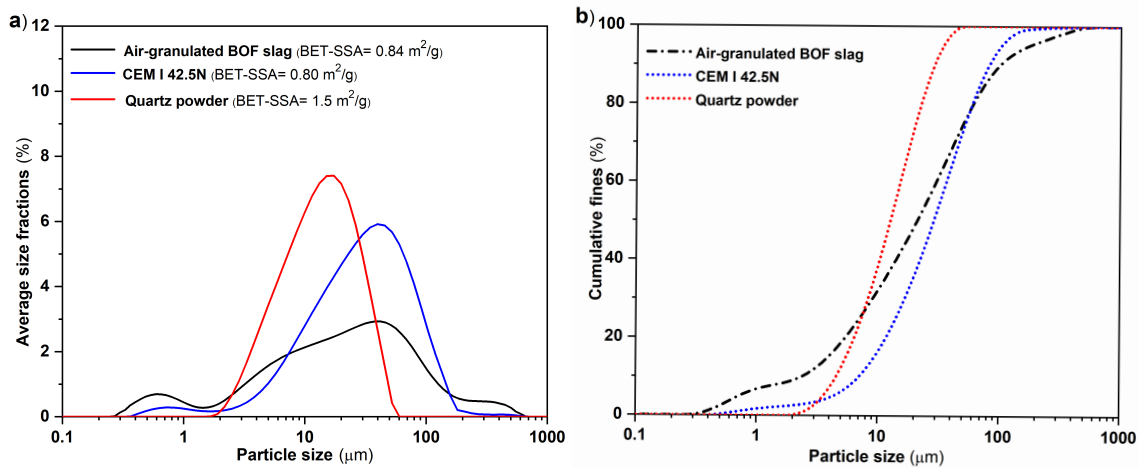 a)
12
10
8
6
4
2
0
Average size fractions (%)
Air-granulated BOF slag (BET-SSA= 0.84 m²/g)
CEM I 42.5N (BET-SSA= 0.80 m²/g)
Quartz powder (BET-SSA= 1.5 m²/g)
0.1 1 10 100 1000
Particle size (μm)
b)
100
80
60
40
20
0
Cumulative fines (%)
Air-granulated BOF slag
CEM I 42.5N
Quartz powder
0.1 1 10 100 1000
Particle size (μm)